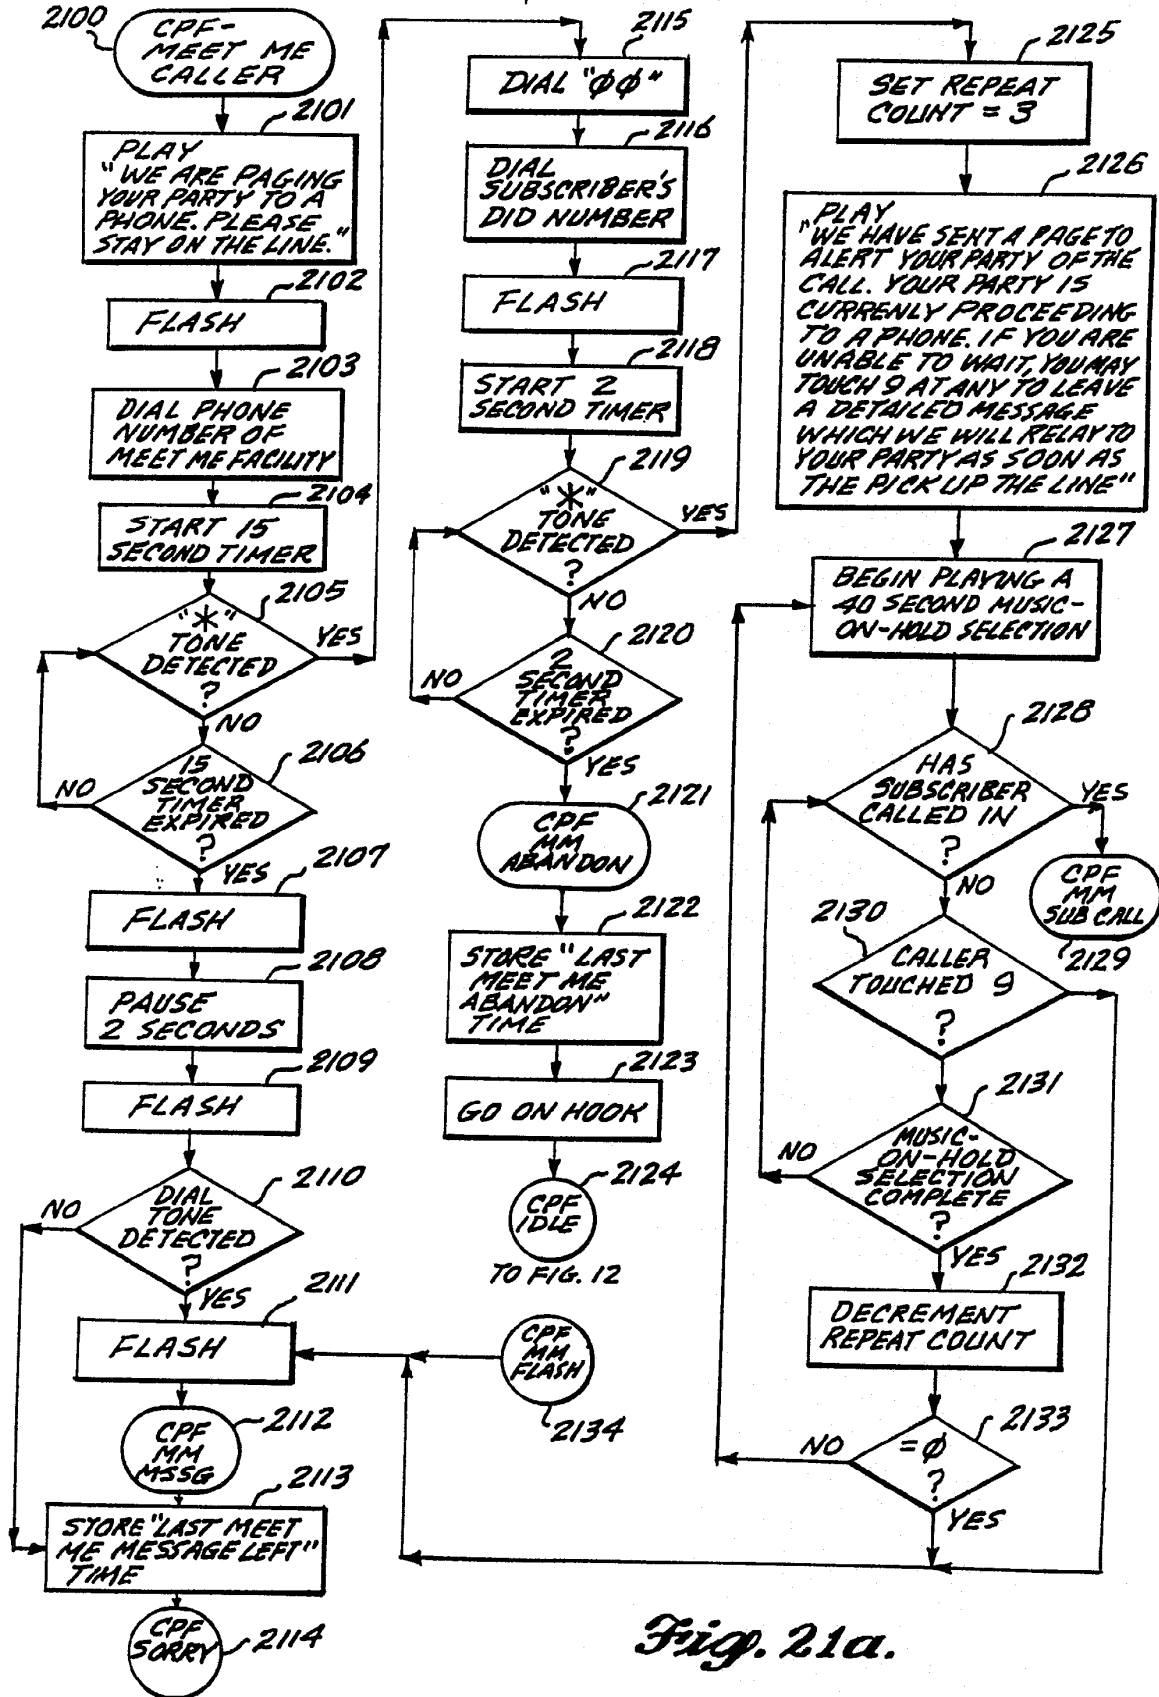 2100
CPF-
MEET ME
CALLER
2101
PLAY
"WE ARE PAGING
YOUR PARTY TO A
PHONE. PLEASE
STAY ON THE LINE."
2102
FLASH
2103
DIAL PHONE
NUMBER OF
MEET ME FACILITY
2104
START 15
SECOND TIMER
2105
"*"
TONE
DETECTED
?
YES
NO
2106
15
SECOND
TIMER
EXPIRED
?
NO
YES
2107
FLASH
2108
PAUSE
2 SECONDS
2109
FLASH
2110
DIAL
TONE
DETECTED
?
NO
YES
2111
FLASH
2112
CPF
MM
MSSG
2113
STORE "LAST MEET
ME MESSAGE LEFT"
TIME
CPF
SORRY
2114
2115
DIAL "φφ"
2116
DIAL
SUBSCRIBER'S
DID NUMBER
2117
FLASH
2118
START 2
SECOND TIMER
2119
"*"
TONE
DETECTED
?
YES
NO
2120
2
SECOND
TIMER
EXPIRED
?
NO
YES
2121
CPF
MM
ABANDON
2122
STORE "LAST
MEET ME
ABANDON"
TIME
2123
GO ON HOOK
2124
CPF
IDLE
TO FIG. 12
CPF
MM
FLASH
2134
2125
SET REPEAT
COUNT = 3
2126
PLAY
"WE HAVE SENT A PAGE TO
ALERT YOUR PARTY OF THE
CALL. YOUR PARTY IS
CURRENLY PROCEEDING
TO A PHONE. IF YOU ARE
UNABLE TO WAIT, YOU MAY
TOUCH 9 AT ANY TO LEAVE
A DETAILED MESSAGE
WHICH WE WILL RELAY TO
YOUR PARTY AS SOON AS
THE PICK UP THE LINE"
2127
BEGIN PLAYING A
40 SECOND MUSIC-
ON-HOLD SELECTION
2128
HAS
SUBSCRIBER
CALLED IN
?
YES
NO
CPF
MM
SUB CALL
2129
2130
CALLER
TOUCHED 9
?
2131
MUSIC-
ON-HOLD
SELECTION
COMPLETE
?
NO
YES
2132
DECREMENT
REPEAT COUNT
2133
=φ
?
NO
YES
Fig. 21a.